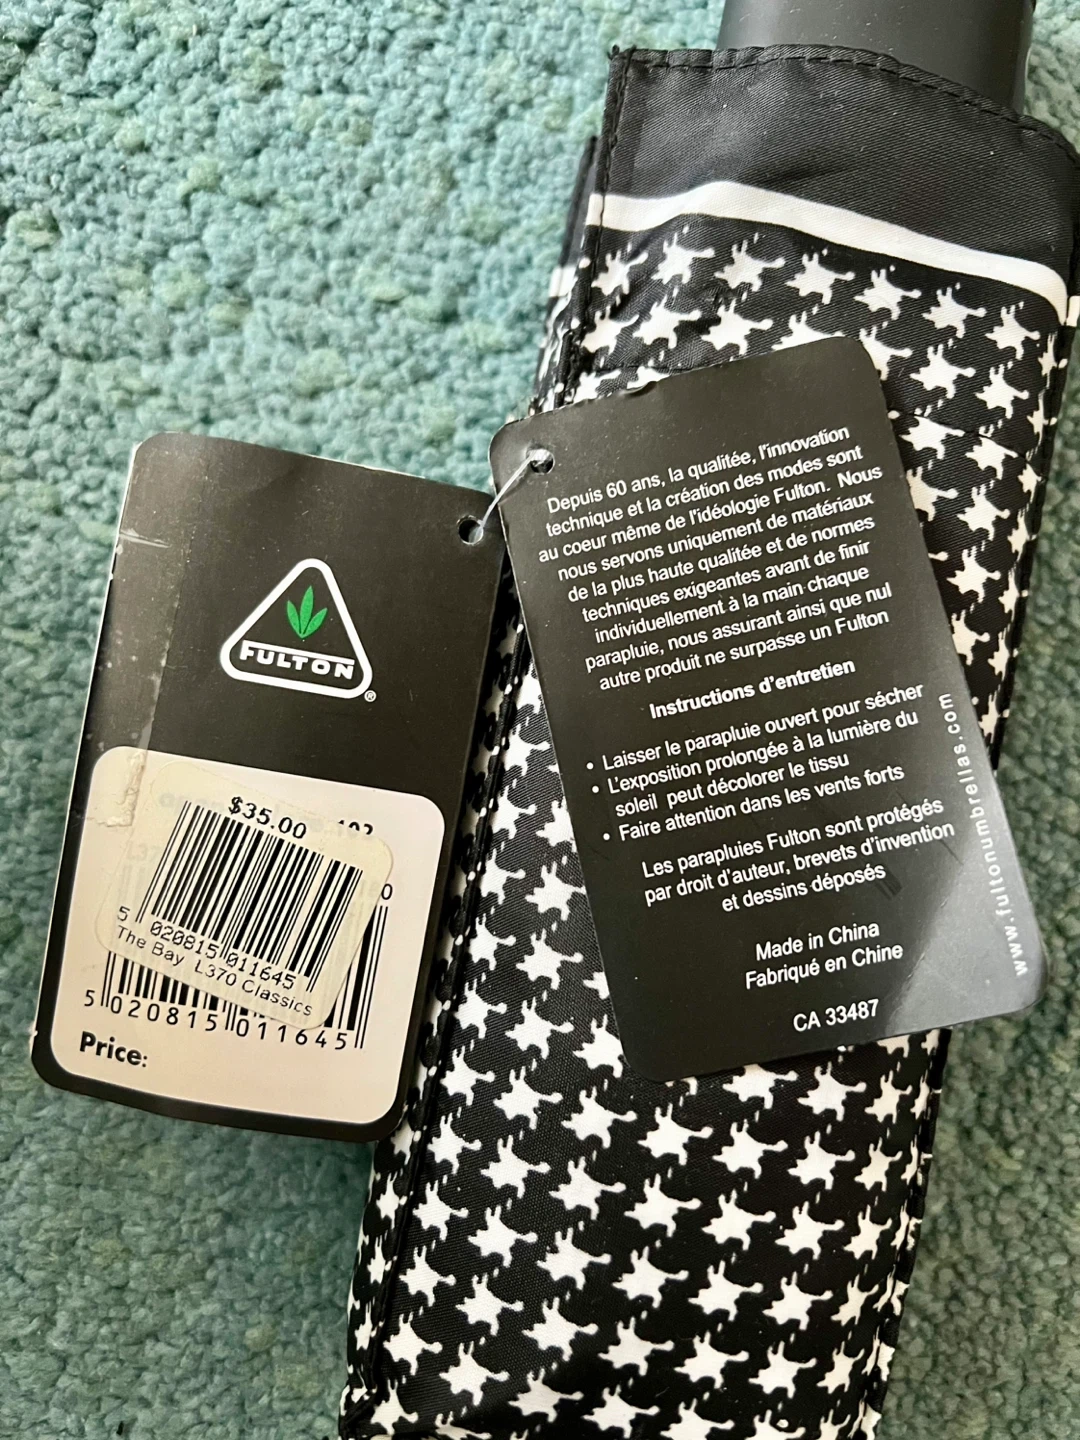 FULTON
®
$35.00
5 020815 011645
The Bay L370 Classics
5 020815 011645
Price:
Depuis 60 ans, la qualitée, l'innovation
technique et la création des modes sont
au coeur même de l'idéologie Fulton. Nous
nous servons uniquement de matériaux
de la plus haute qualitée et de normes
techniques exigeantes avant de finir
individuellement à la main chaque
parapluie, nous assurant ainsi que nul
autre produit ne surpasse un Fulton
Instructions d'entretien
• Laisser le parapluie ouvert pour sécher
• L'exposition prolongée à la lumière du
soleil peut décolorer le tissu
• Faire attention dans les vents forts
Les parapluies Fulton sont protégés
par droit d'auteur, brevets d'invention
et dessins déposés
Made in China
Fabriqué en Chine
CA 33487
www.fultonumbrellas.com